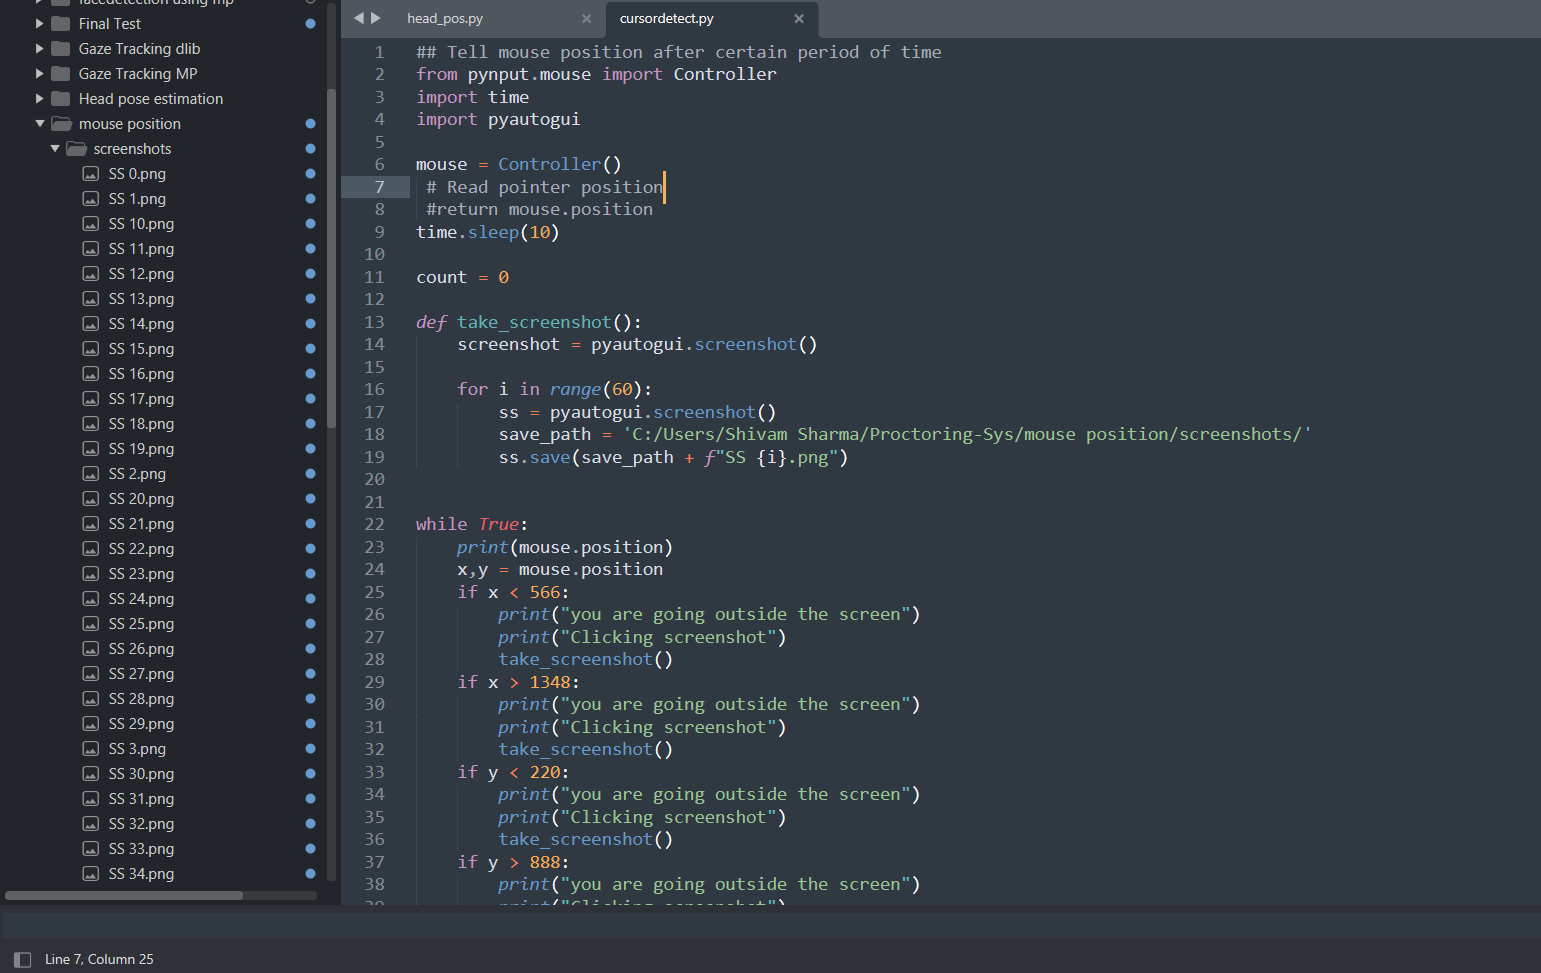 facedetection using mp
Final Test
Gaze Tracking dlib
Gaze Tracking MP
Head pose estimation
mouse position
screenshots
SS 0.png
SS 1.png
SS 10.png
SS 11.png
SS 12.png
SS 13.png
SS 14.png
SS 15.png
SS 16.png
SS 17.png
SS 18.png
SS 19.png
SS 2.png
SS 20.png
SS 21.png
SS 22.png
SS 23.png
SS 24.png
SS 25.png
SS 26.png
SS 27.png
SS 28.png
SS 29.png
SS 3.png
SS 30.png
SS 31.png
SS 32.png
SS 33.png
SS 34.png
head_pos.py × cursordetect.py ×
1 ## Tell mouse position after certain period of time
2 from pynput.mouse import Controller
3 import time
4 import pyautogui
5
6 mouse = Controller()
7 # Read pointer position
8 #return mouse.position
9 time.sleep(10)
10
11 count = 0
12
13 def take_screenshot():
14 screenshot = pyautogui.screenshot()
15
16 for i in range(60):
17 ss = pyautogui.screenshot()
18 save_path = 'C:/Users/Shivam Sharma/Proctoring-Sys/mouse position/screenshots/'
19 ss.save(save_path + f"SS {i}.png")
20
21
22 while True:
23 print(mouse.position)
24 x,y = mouse.position
25 if x < 566:
26 print("you are going outside the screen")
27 print("Clicking screenshot")
28 take_screenshot()
29 if x > 1348:
30 print("you are going outside the screen")
31 print("Clicking screenshot")
32 take_screenshot()
33 if y < 220:
34 print("you are going outside the screen")
35 print("Clicking screenshot")
36 take_screenshot()
37 if y > 888:
38 print("you are going outside the screen")
39 print("Clicking screenshot")
Line 7, Column 25